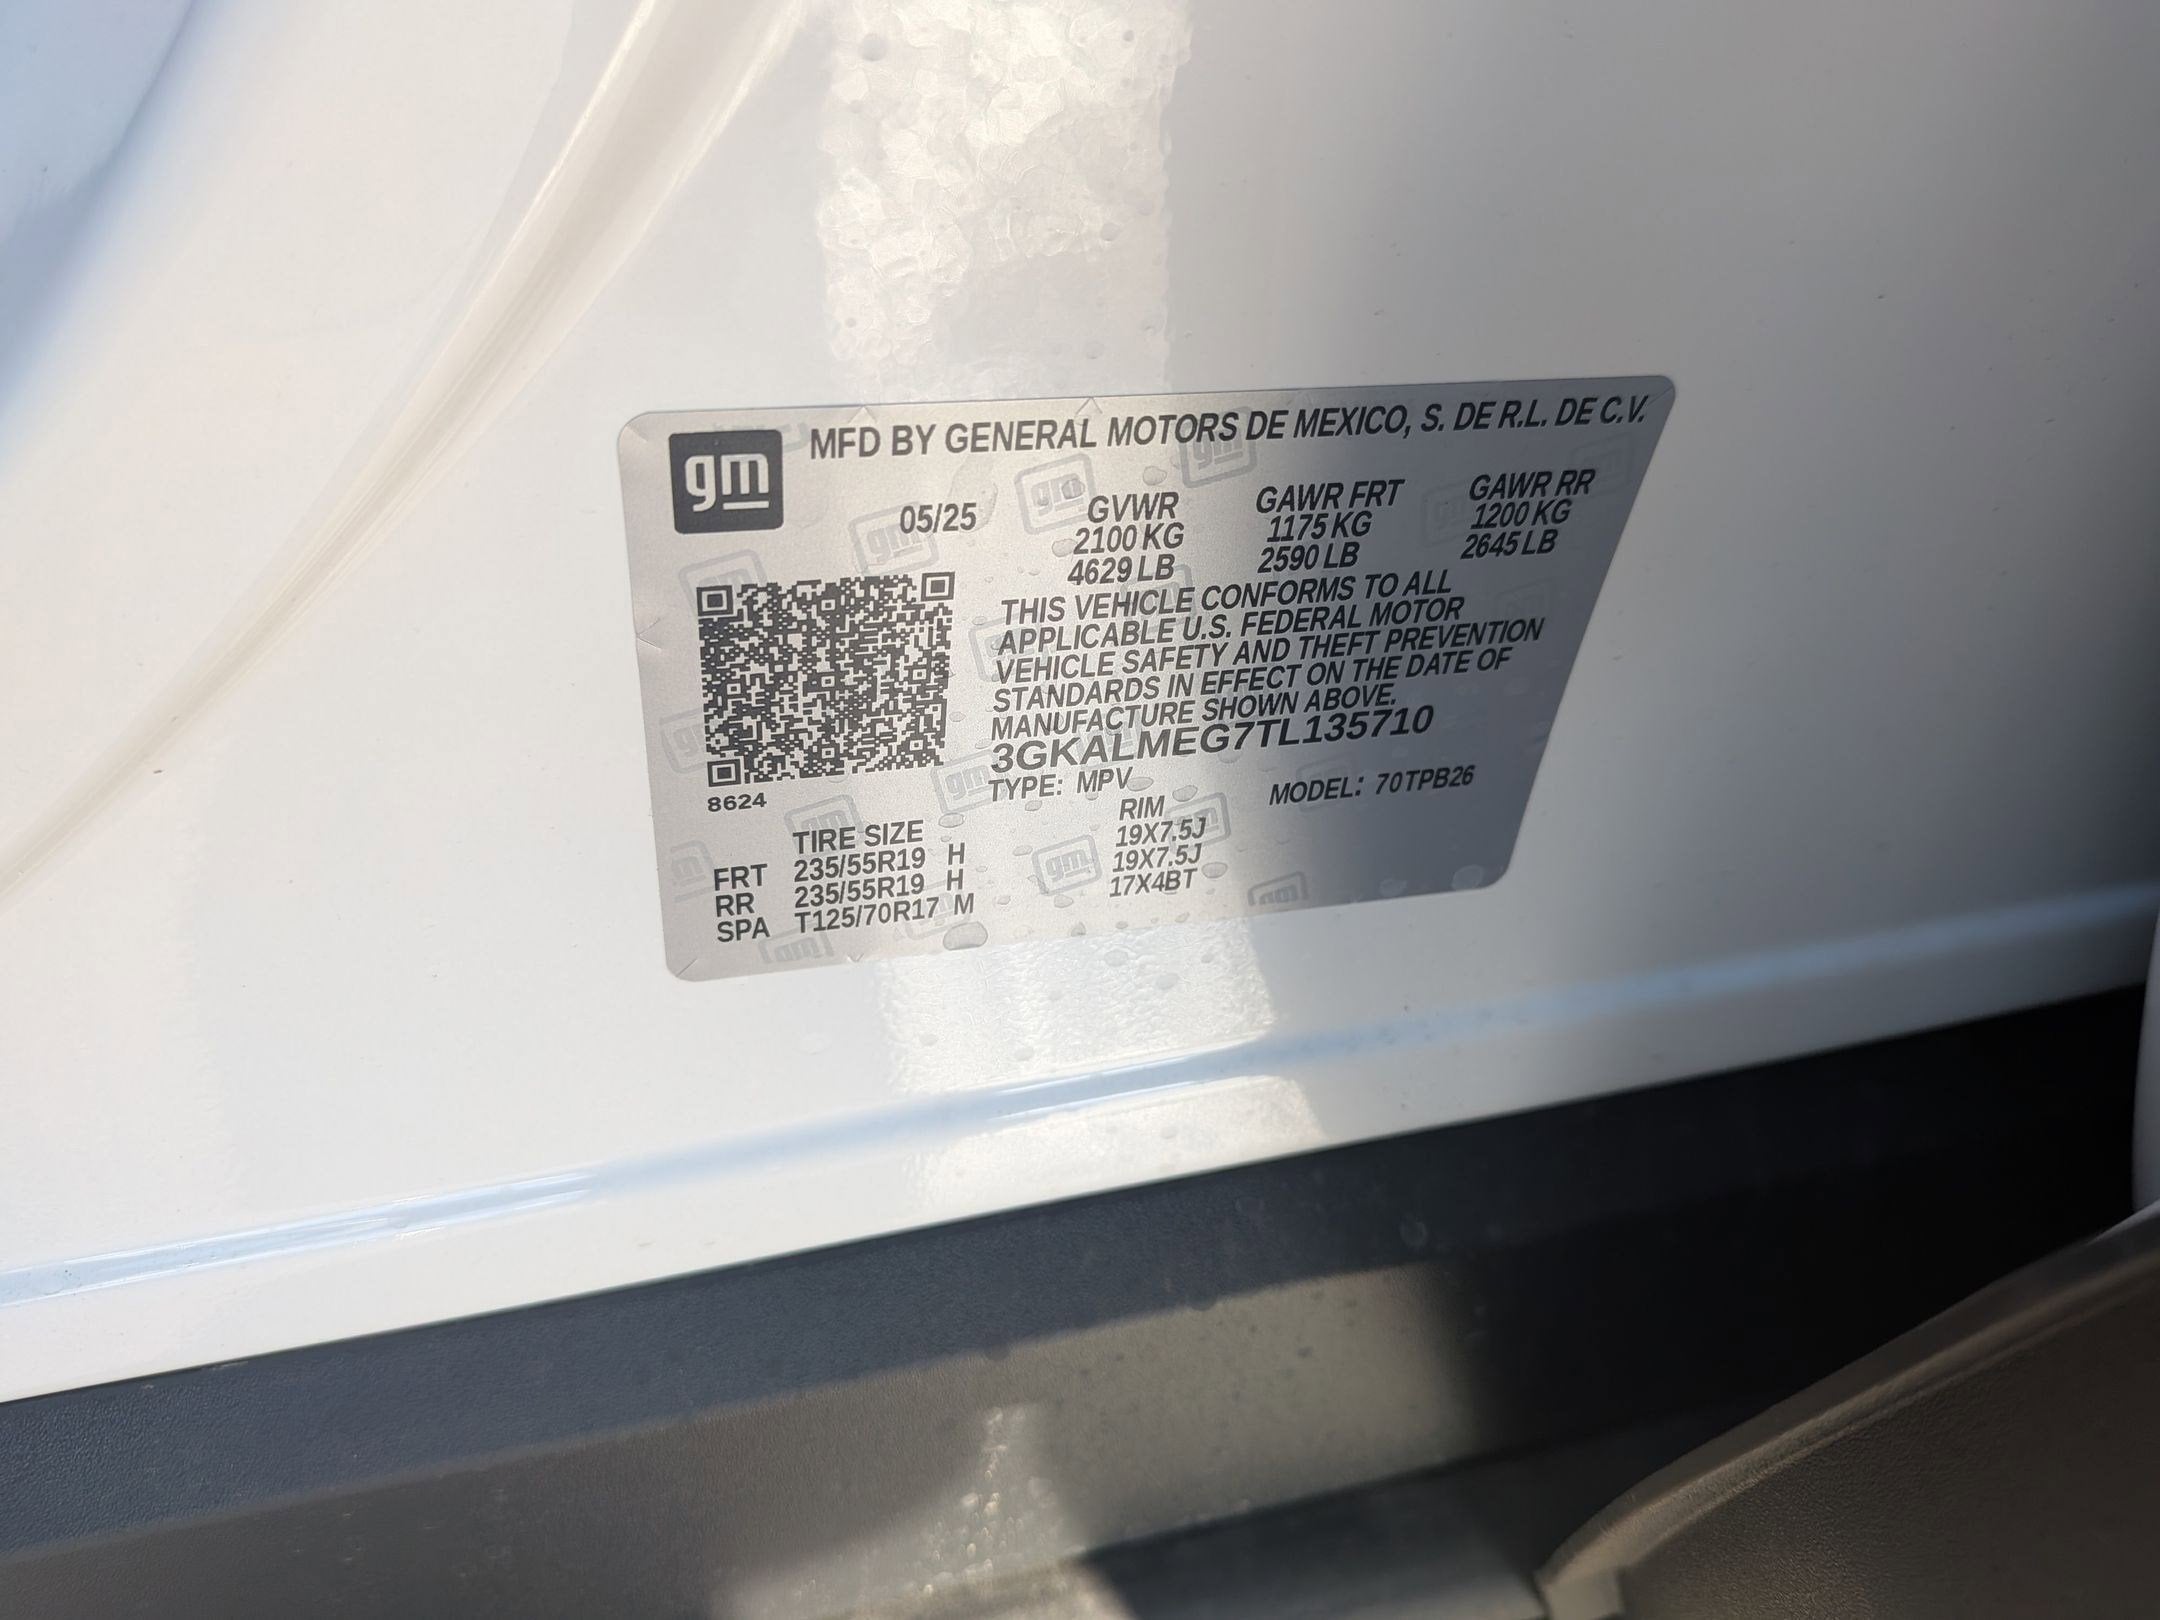 gm
MFD BY GENERAL MOTORS DE MEXICO, S. DE R.L. DE C.V.
05/25 GVWR GAWR FRT GAWR RR
2100 KG 1175 KG 1200 KG
4629 LB 2590 LB 2645 LB
THIS VEHICLE CONFORMS TO ALL
APPLICABLE U.S. FEDERAL MOTOR
VEHICLE SAFETY AND THEFT PREVENTION
STANDARDS IN EFFECT ON THE DATE OF
MANUFACTURE SHOWN ABOVE.
3GKALMEG7TL135710
TYPE: MPV MODEL: 70TPB26
8624
TIRE SIZE RIM
FRT 235/55R19 H 19X7.5J
RR 235/55R19 H 19X7.5J
SPA T125/70R17 M 17X4BT